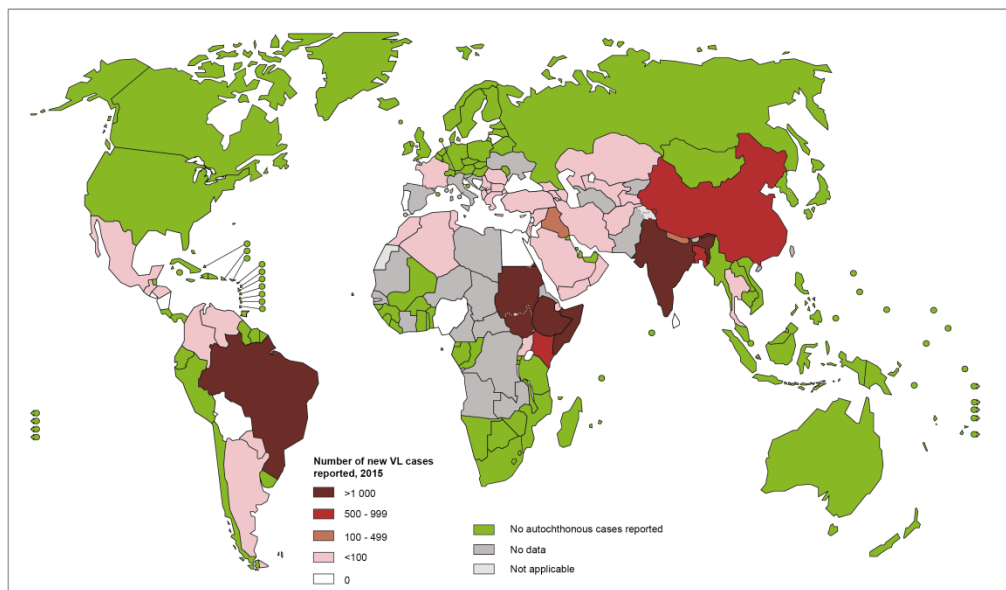 Number of new VL cases
reported, 2015
>1 000
500 - 999
100 - 499
<100
0
No autochthonous cases reported
No data
Not applicable